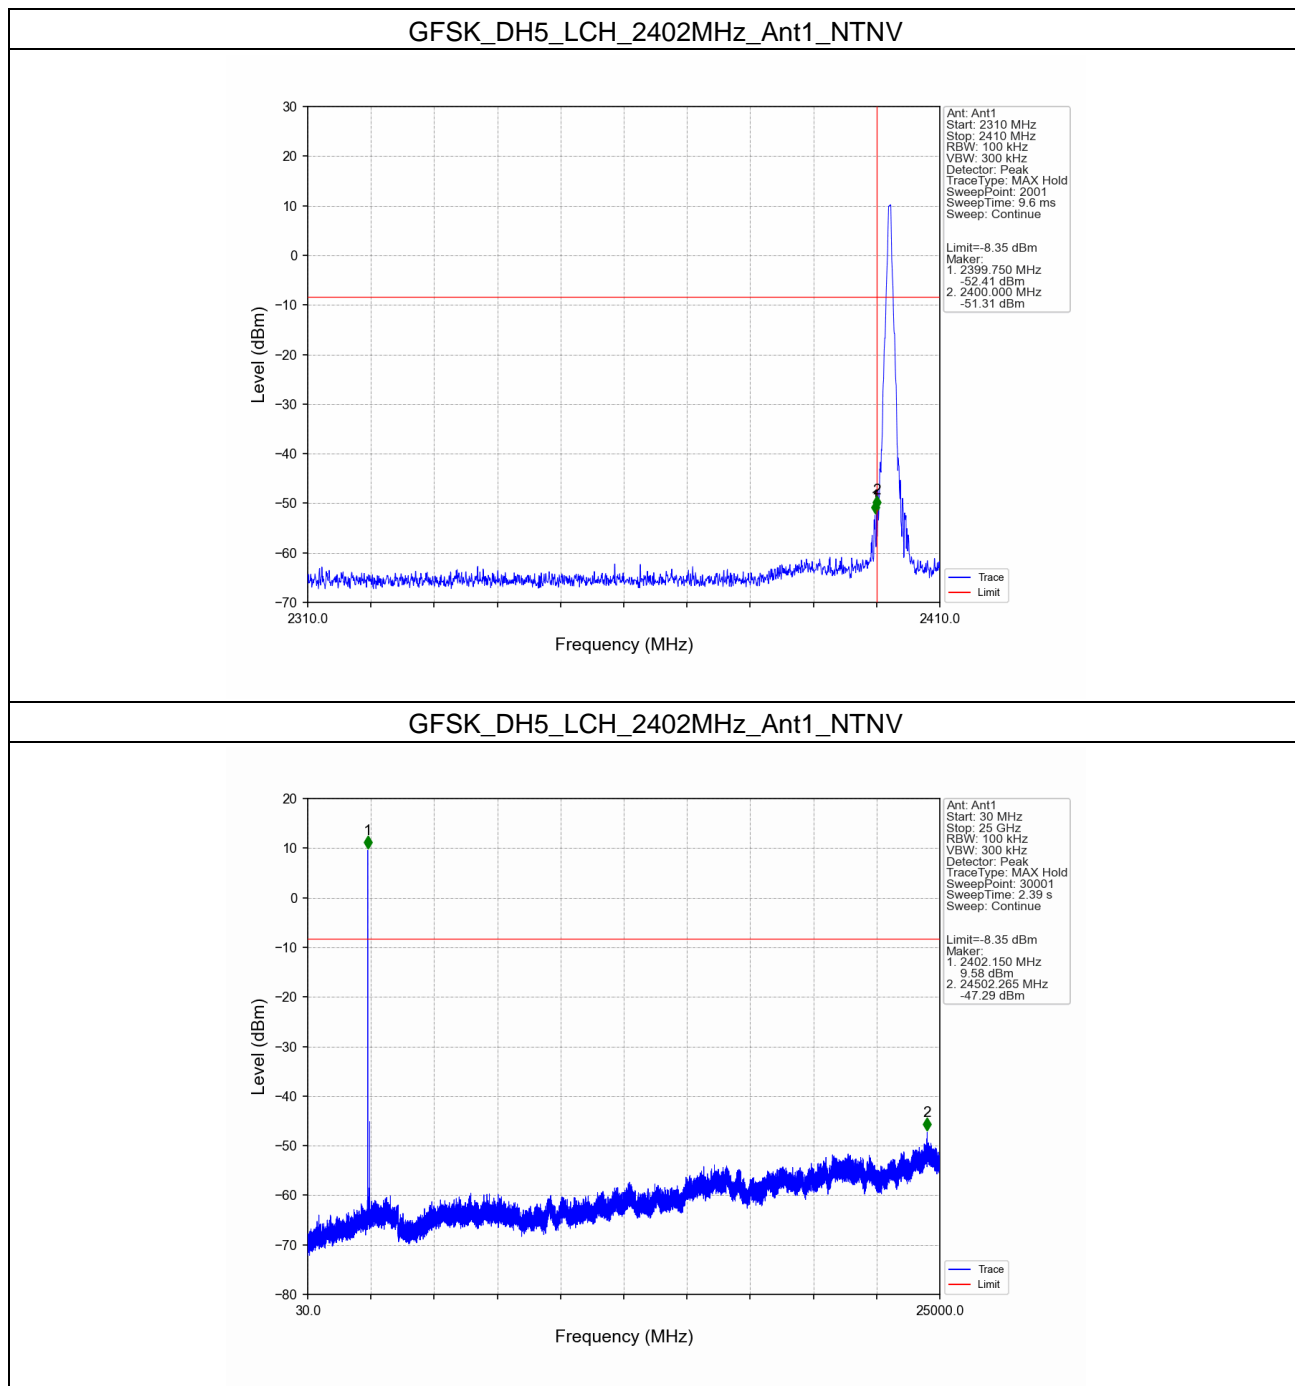 GFSK_DH5_LCH_2402MHz_Ant1_NTNV
30
20
10
0
−10
−20
−30
−40
−50
−60
−70
Level (dBm)
2310.0
2410.0
Frequency (MHz)
2
Ant: Ant1
Start: 2310 MHz
Stop: 2410 MHz
RBW: 100 kHz
VBW: 300 kHz
Detector: Peak
TraceType: MAX Hold
SweepPoint: 2001
SweepTime: 9.6 ms
Sweep: Continue
Limit=-8.35 dBm
Maker:
1. 2399.750 MHz
-52.41 dBm
2. 2400.000 MHz
-51.31 dBm
Trace
Limit
GFSK_DH5_LCH_2402MHz_Ant1_NTNV
20
10
0
−10
−20
−30
−40
−50
−60
−70
−80
Level (dBm)
30.0
25000.0
Frequency (MHz)
1
2
Ant: Ant1
Start: 30 MHz
Stop: 25 GHz
RBW: 100 kHz
VBW: 300 kHz
Detector: Peak
TraceType: MAX Hold
SweepPoint: 30001
SweepTime: 2.39 s
Sweep: Continue
Limit=-8.35 dBm
Maker:
1. 2402.150 MHz
9.58 dBm
2. 24502.265 MHz
-47.29 dBm
Trace
Limit